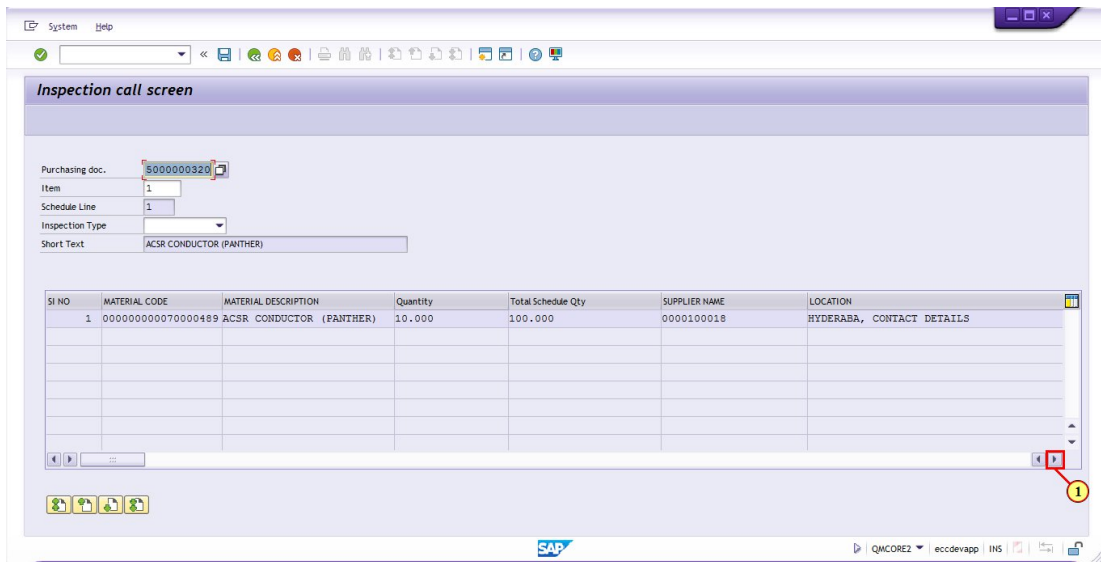 System Help
Inspection call screen
Purchasing doc. 5000000320
Item 1
Schedule Line 1
Inspection Type
Short Text ACSR CONDUCTOR (PANTHER)
SI NO MATERIAL CODE MATERIAL DESCRIPTION Quantity Total Schedule Qty SUPPLIER NAME LOCATION
1 000000000070000489 ACSR CONDUCTOR (PANTHER) 10.000 100.000 0000100018 HYDERABA, CONTACT DETAILS
1
SAP QMCORE2 eccdevapp INS